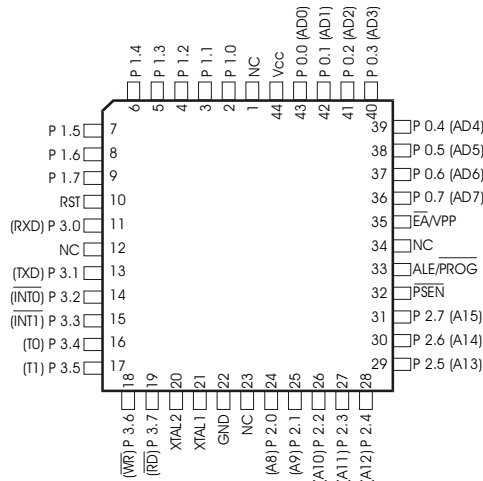 P 1.4
P 1.3
P 1.2
P 1.1
P 1.0
NC
Vcc
P 0.0 (AD0)
P 0.1 (AD1)
P 0.2 (AD2)
P 0.3 (AD3)
6
5
4
3
2
1
44
43
42
41
40
P 1.5 7
P 1.6 8
P 1.7 9
RST 10
(RXD) P 3.0 11
NC 12
(TXD) P 3.1 13
(INT0) P 3.2 14
(INT1) P 3.3 15
(T0) P 3.4 16
(T1) P 3.5 17
39 P 0.4 (AD4)
38 P 0.5 (AD5)
37 P 0.6 (AD6)
36 P 0.7 (AD7)
35 EA/VPP
34 NC
33 ALE/PROG
32 PSEN
31 P 2.7 (A15)
30 P 2.6 (A14)
29 P 2.5 (A13)
18
19
20
21
22
23
24
25
26
27
28
(WR) P 3.6
(RD) P 3.7
XTAL2
XTAL1
GND
NC
(A8) P 2.0
(A9) P 2.1
(A10) P 2.2
(A11) P 2.3
(A12) P 2.4